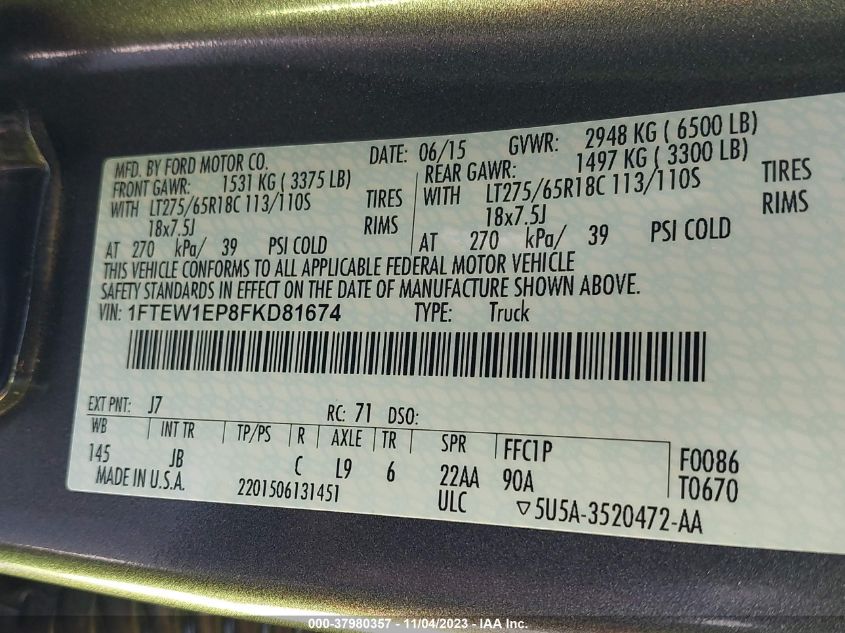 MFD. BY FORD MOTOR CO. DATE: 06/15 GVWR: 2948 KG ( 6500 LB)
FRONT GAWR: 1531 KG ( 3375 LB) REAR GAWR: 1497 KG ( 3300 LB)
WITH LT275/65R18C 113/110S TIRES WITH LT275/65R18C 113/110S TIRES
18x7.5J RIMS 18x7.5J RIMS
AT 270 kPa/ 39 PSI COLD AT 270 kPa/ 39 PSI COLD
THIS VEHICLE CONFORMS TO ALL APPLICABLE FEDERAL MOTOR VEHICLE
SAFETY STANDARDS IN EFFECT ON THE DATE OF MANUFACTURE SHOWN ABOVE.
VIN: 1FTEW1EP8FKD81674 TYPE: Truck
EXT PNT: J7 RC: 71 DSO:
WB INT TR TP/PS R AXLE TR SPR FFC1P F0086
145 JB C L9 6 22AA 90A T0670
MADE IN U.S.A. 2201506131451 ULC ▽5U5A-3520472-AA
000-37980357 - 11/04/2023 - IAA Inc.